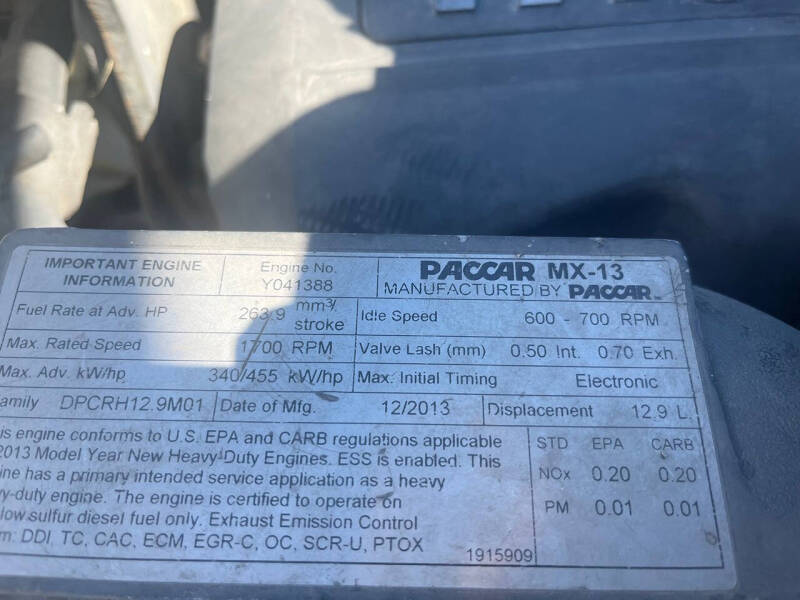 IMPORTANT ENGINE INFORMATION
Engine No. Y041388
PACCAR MX-13
MANUFACTURED BY PACCAR
Fuel Rate at Adv. HP 263.9 mm³/stroke
Idle Speed 600 - 700 RPM
Max. Rated Speed 1700 RPM
Valve Lash (mm) 0.50 Int. 0.70 Exh.
Max. Adv. kW/hp 340/455 kW/hp
Max. Initial Timing Electronic
amily DPCRH12.9M01
Date of Mfg. 12/2013
Displacement 12.9 L
is engine conforms to U.S. EPA and CARB regulations applicable
2013 Model Year New Heavy-Duty Engines. ESS is enabled. This
ine has a primary intended service application as a heavy
y-duty engine. The engine is certified to operate on
low sulfur diesel fuel only. Exhaust Emission Control
m: DDI, TC, CAC, ECM, EGR-C, OC, SCR-U, PTOX
1915909
STD EPA CARB
NOx 0.20 0.20
PM 0.01 0.01